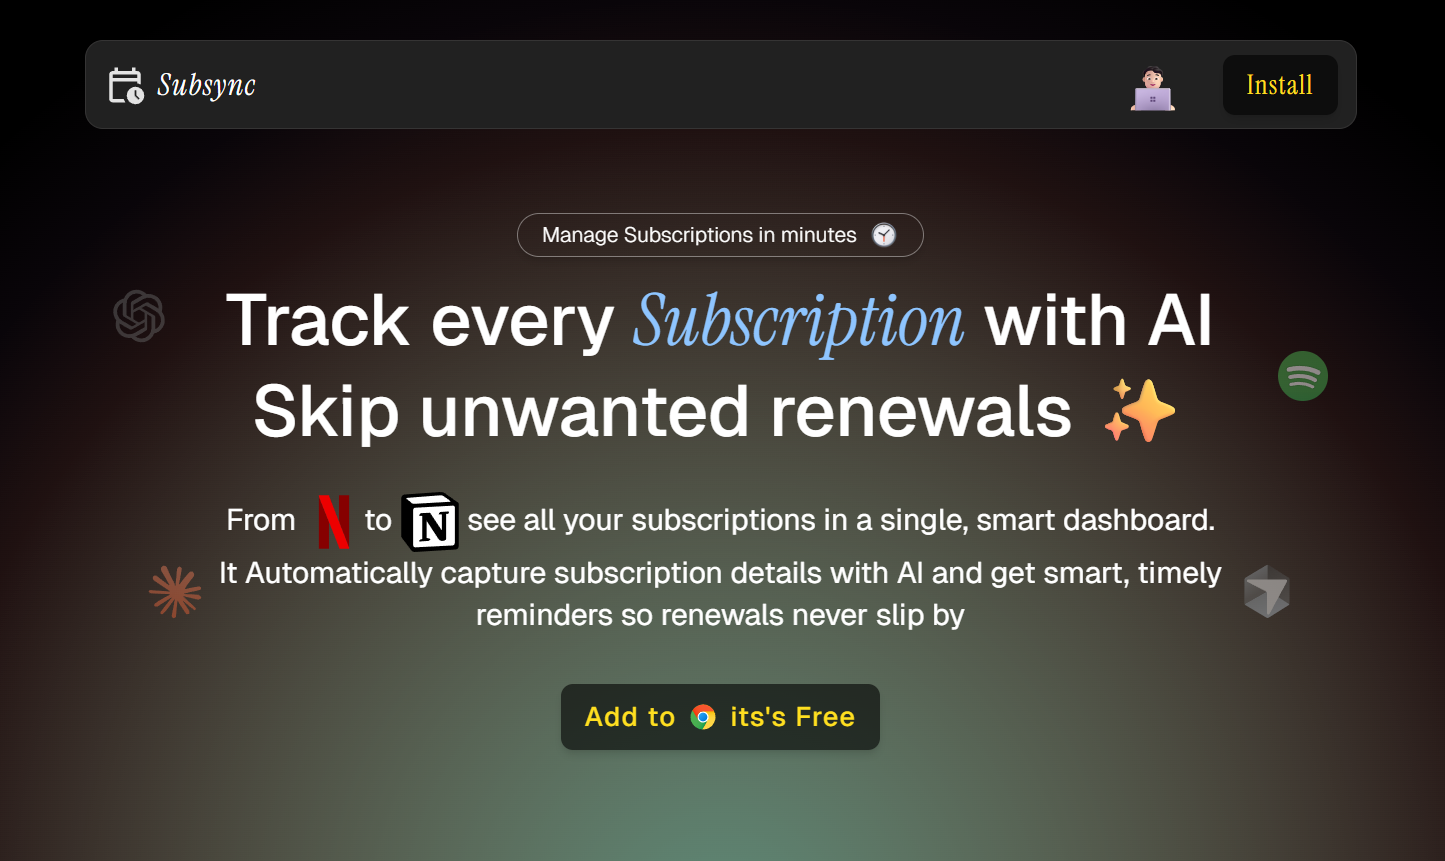 Subsync
Install
Manage Subscriptions in minutes
Track every Subscription with AI
Skip unwanted renewals
From N to N see all your subscriptions in a single, smart dashboard.
It Automatically capture subscription details with AI and get smart, timely
reminders so renewals never slip by
Add to its's Free